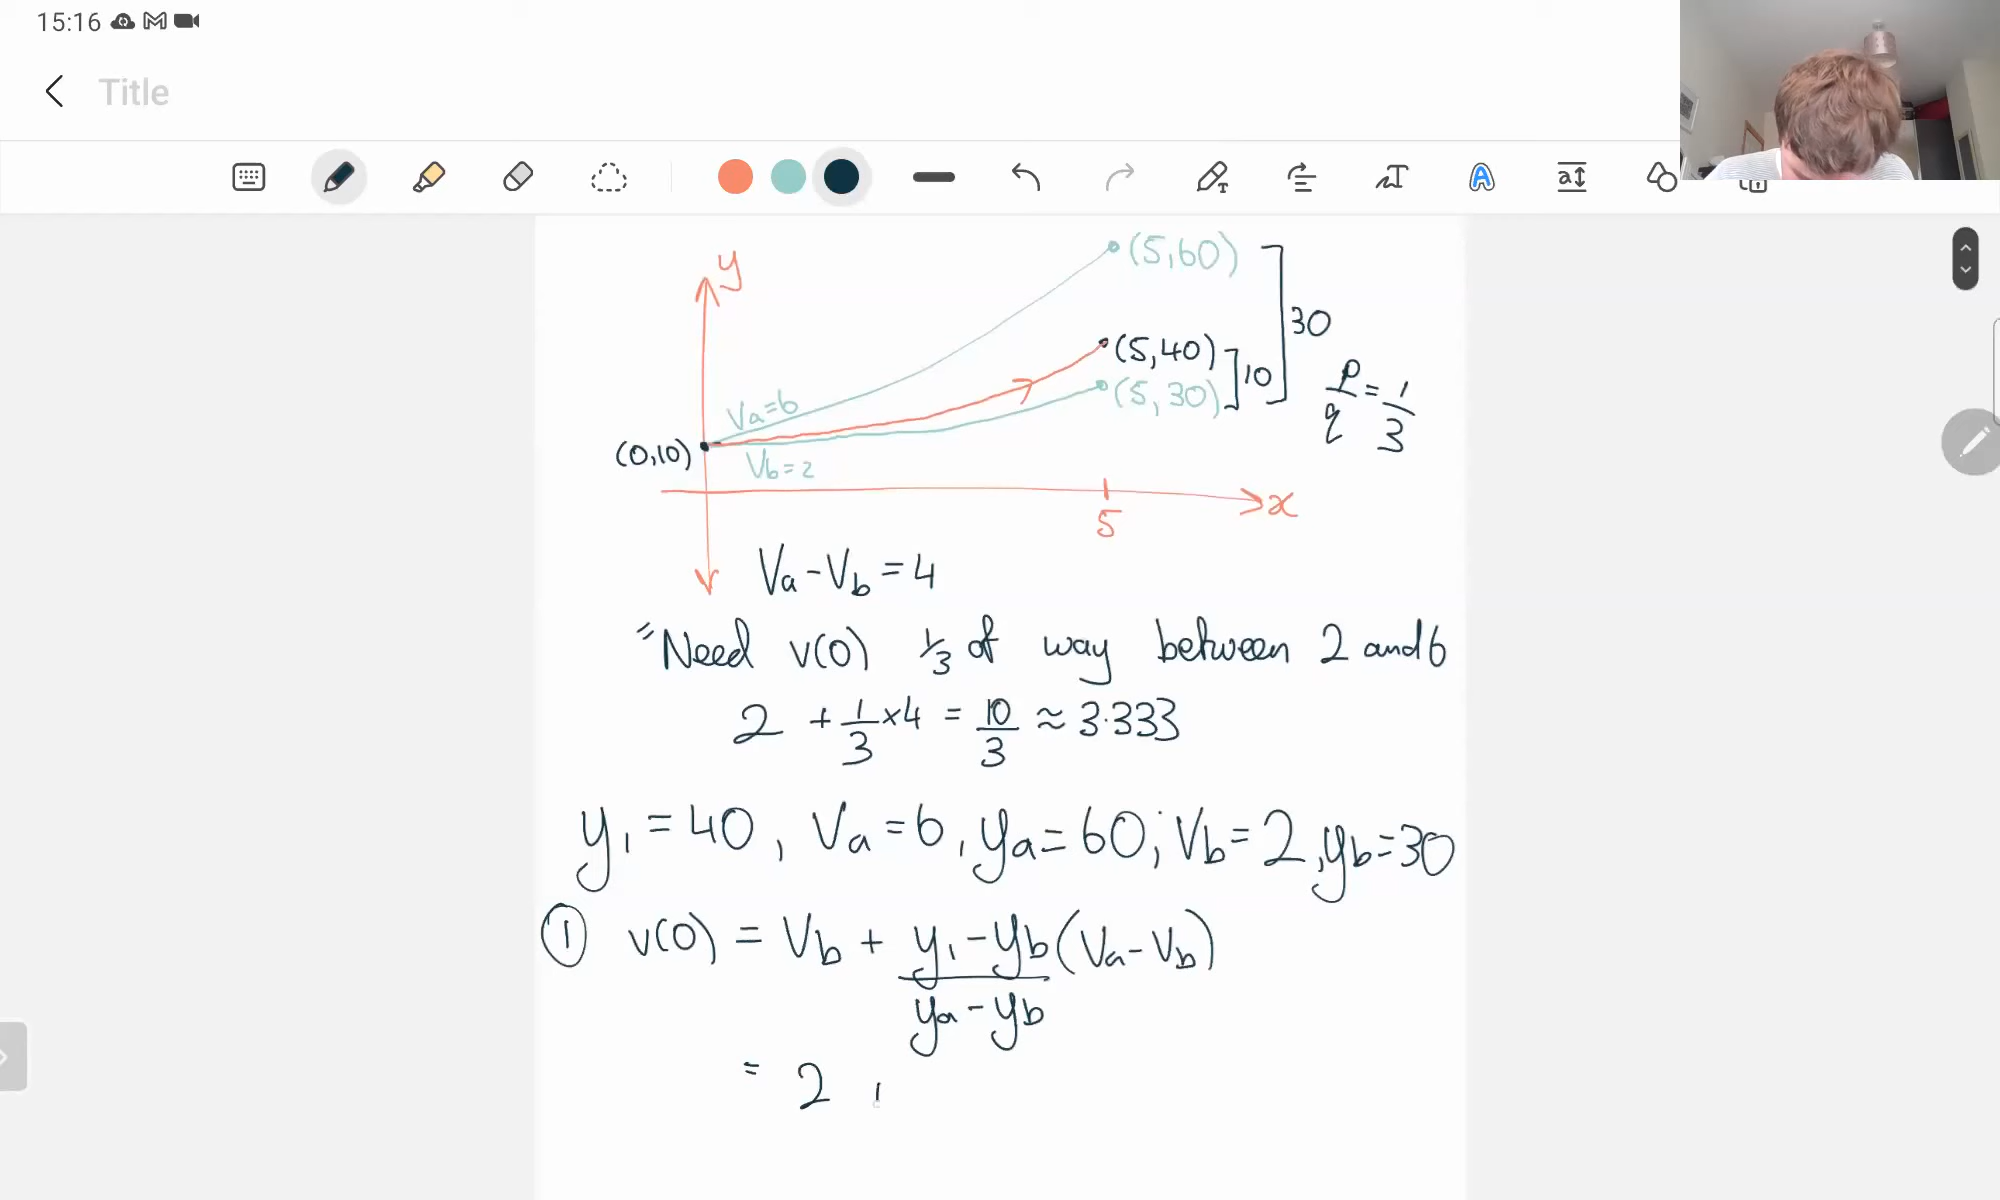 15:16
Title
y
(5,60)
30
(5,40)
10
(5,30)
p/q = 1/3
Va=6
(0,10)
Vb=2
x
5
Va-Vb=4
"Need v(0) 1/3 of way between 2 and 6
2 + 1/3 × 4 = 10/3 ≈ 3.333
y₁=40, Va=6, ya=60; Vb=2, yb=30
① v(0) = Vb + (y₁-yb)/(ya-yb) (Va-Vb)
= 2